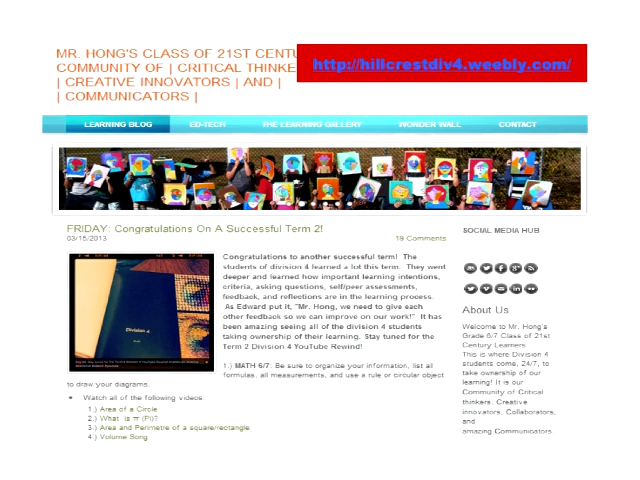 MR. HONG'S CLASS OF 21ST CENTU
COMMUNITY OF | CRITICAL THINKE
| CREATIVE INNOVATORS | AND |
| COMMUNICATORS |
http://hillcrestdiv4.weebly.com/
LEARNING BLOG ED-TECH THE LEARNING GALLERY WONDER WALL CONTACT
FRIDAY: Congratulations On A Successful Term 2!
03/15/2013 19 Comments
Division 4
Congratulations to another successful term! The
students of division 4 learned a lot this term. They went
deeper and learned how important learning intentions,
criteria, asking questions, self/peer assessments,
feedback, and reflections are in the learning process.
As Edward put it, "Mr. Hong, we need to give each
other feedback so we can improve on our work!" It has
been amazing seeing all of the division 4 students
taking ownership of their learning. Stay tuned for the
Term 2 Division 4 YouTube Rewind!
1.) MATH 6/7: Be sure to organize your information, list all
formulas, all measurements, and use a rule or circular object
to draw your diagrams.
• Watch all of the following videos:
1.) Area of a Circle
2.) What is π (Pi)?
3.) Area and Perimetre of a square/rectangle
4.) Volume Song
SOCIAL MEDIA HUB
About Us
Welcome to Mr. Hong's
Grade 6/7 Class of 21st
Century Learners.
This is where Division 4
students come, 24/7, to
take ownership of our
learning! It is our
Community of Critical
thinkers, Creative
innovators, Collaborators,
and
amazing Communicators.